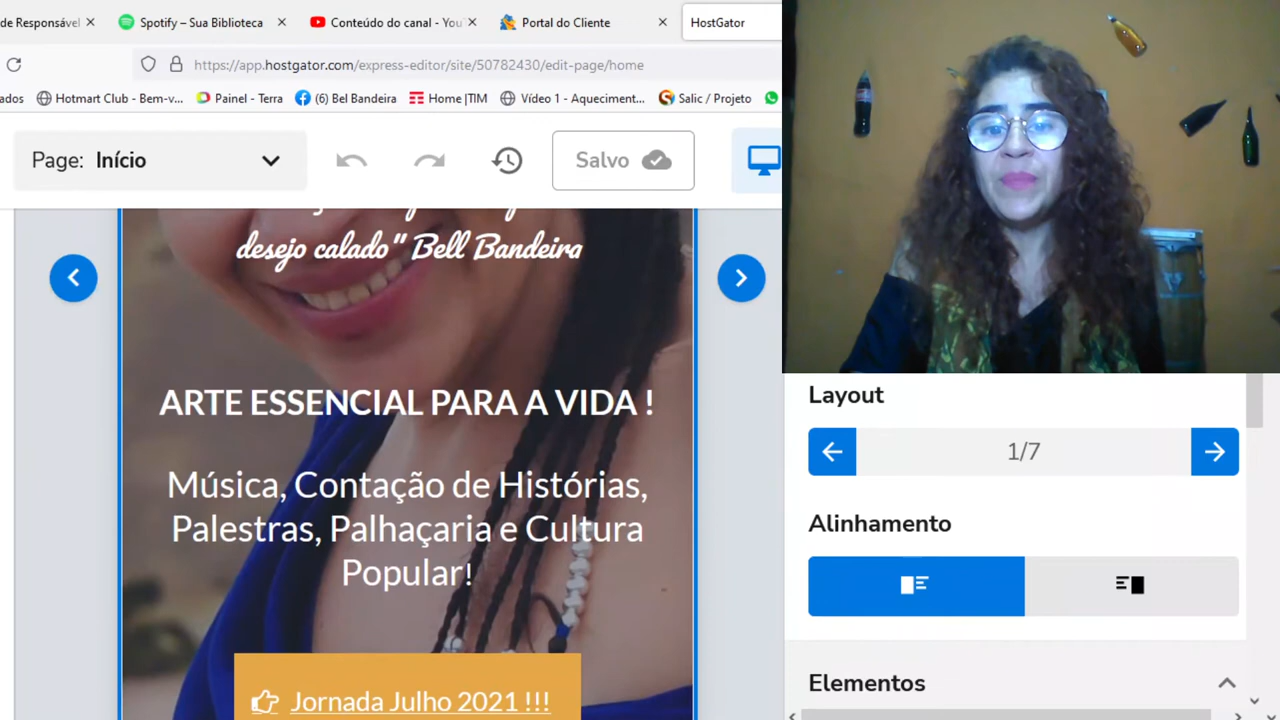 de Responsável
Spotify – Sua Biblioteca
Conteúdo do canal - You
Portal do Cliente
HostGator
https://app.hostgator.com/express-editor/site/50782430/edit-page/home
ados
Hotmart Club - Bem-v...
Painel - Terra
(6) Bel Bandeira
Home |TIM
Vídeo 1 - Aqueciment...
Salic / Projeto
Page: Início
Salvo
desejo calado" Bell Bandeira
ARTE ESSENCIAL PARA A VIDA !
Música, Contação de Histórias,
Palestras, Palhaçaria e Cultura
Popular!
Jornada Julho 2021 !!!
Layout
1/7
Alinhamento
Elementos